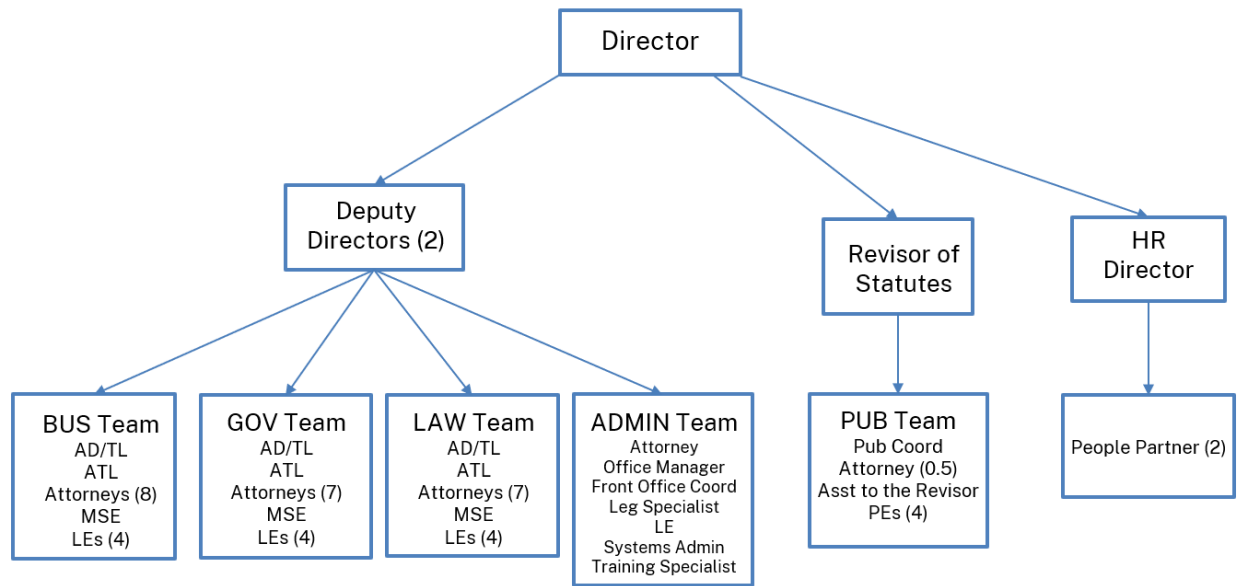 Director
Deputy
Directors (2)
Revisor of
Statutes
HR
Director
BUS Team
AD/TL
ATL
Attorneys (8)
MSE
LEs (4)
GOV Team
AD/TL
ATL
Attorneys (7)
MSE
LEs (4)
LAW Team
AD/TL
ATL
Attorneys (7)
MSE
LEs (4)
ADMIN Team
Attorney
Office Manager
Front Office Coord
Leg Specialist
LE
Systems Admin
Training Specialist
PUB Team
Pub Coord
Attorney (0.5)
Asst to the Revisor
PEs (4)
People Partner (2)